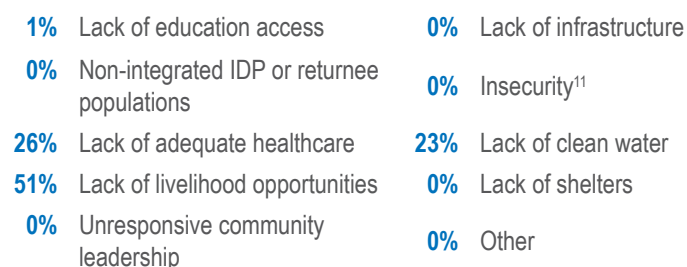 1% Lack of education access
0% Non-integrated IDP or returnee
populations
26% Lack of adequate healthcare
51% Lack of livelihood opportunities
0% Unresponsive community
leadership
0% Lack of infrastructure
0% Insecurity¹¹
23% Lack of clean water
0% Lack of shelters
0% Other